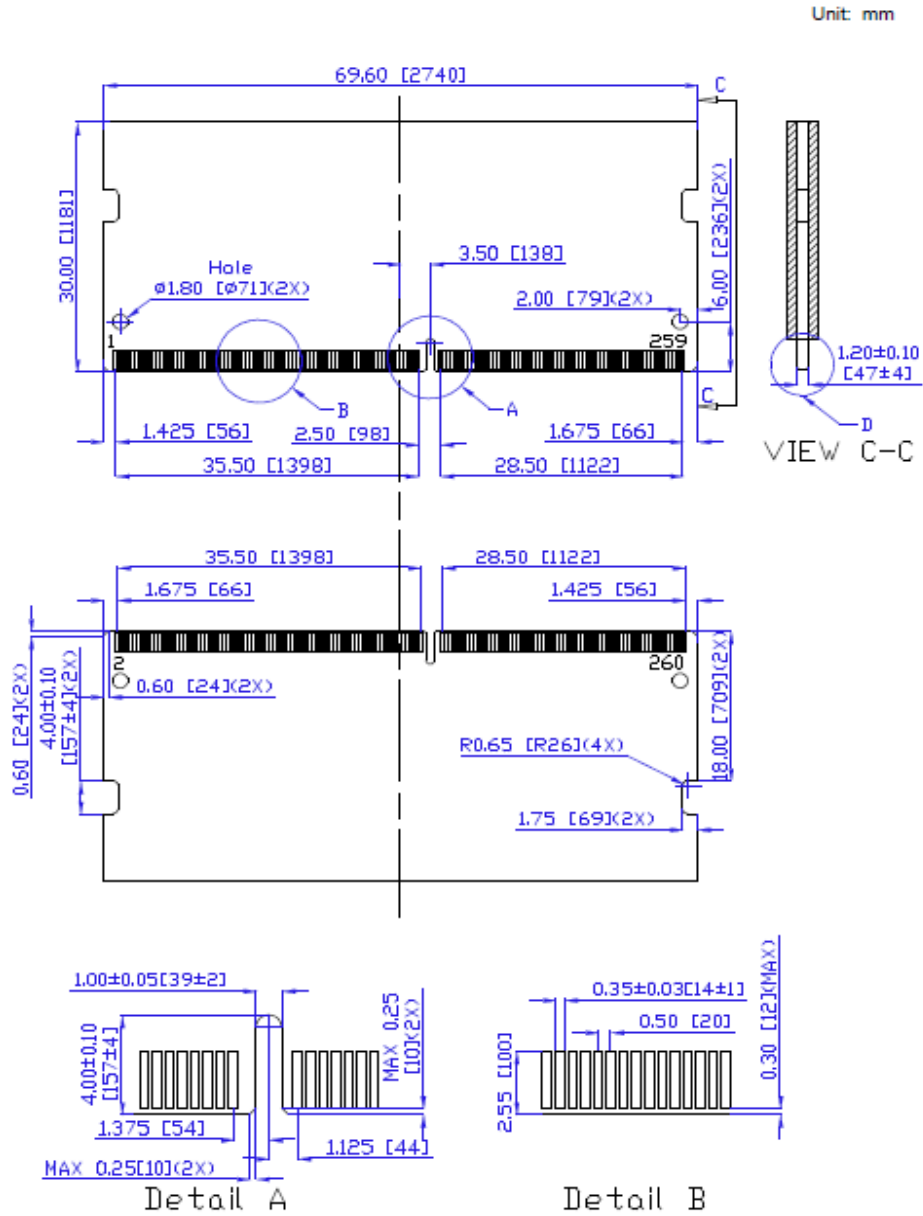 Unit: mm
69.60 [2740]
C
30.00 [1181]
6.00 [236](2X)
3.50 [138]
Hole
ø1.80 [ø71](2X)
2.00 [79](2X)
1
259
1.20±0.10
[47±4]
B
A
C
D
1.425 [56]
2.50 [98]
1.675 [66]
VIEW C-C
35.50 [1398]
28.50 [1122]
35.50 [1398]
28.50 [1122]
1.675 [66]
1.425 [56]
2
260
0.60 [24](2X)
0.60 [24](2X)
4.00±0.10
[157±4](2X)
18.00 [709](2X)
R0.65 [R26](4X)
1.75 [69](2X)
1.00±0.05[39±2]
4.00±0.10
[157±4]
MAX 0.25
[10](2X)
1.375 [54]
1.125 [44]
MAX 0.25[10](2X)
Detail A
0.35±0.03[14±1]
0.50 [20]
2.55 [100]
0.30 [12](MAX)
Detail B